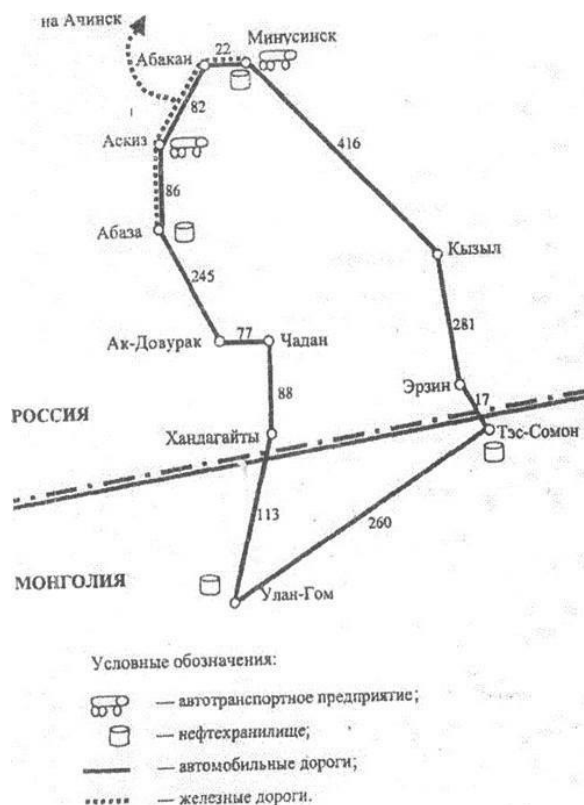 на Ачинск
22
Минусинск
Абакан
82
Аскиз
416
86
Абаза
Кызыл
245
281
77
Ак-Довурак
Чадан
Эрзин
17
88
РОССИЯ
Хандагайты
Тэс-Сомон
113
260
МОНГОЛИЯ
Улан-Гом
Условные обозначения:
— автотранспортное предприятие;
— нефтехранилище;
— автомобильные дороги;
— железные дороги.